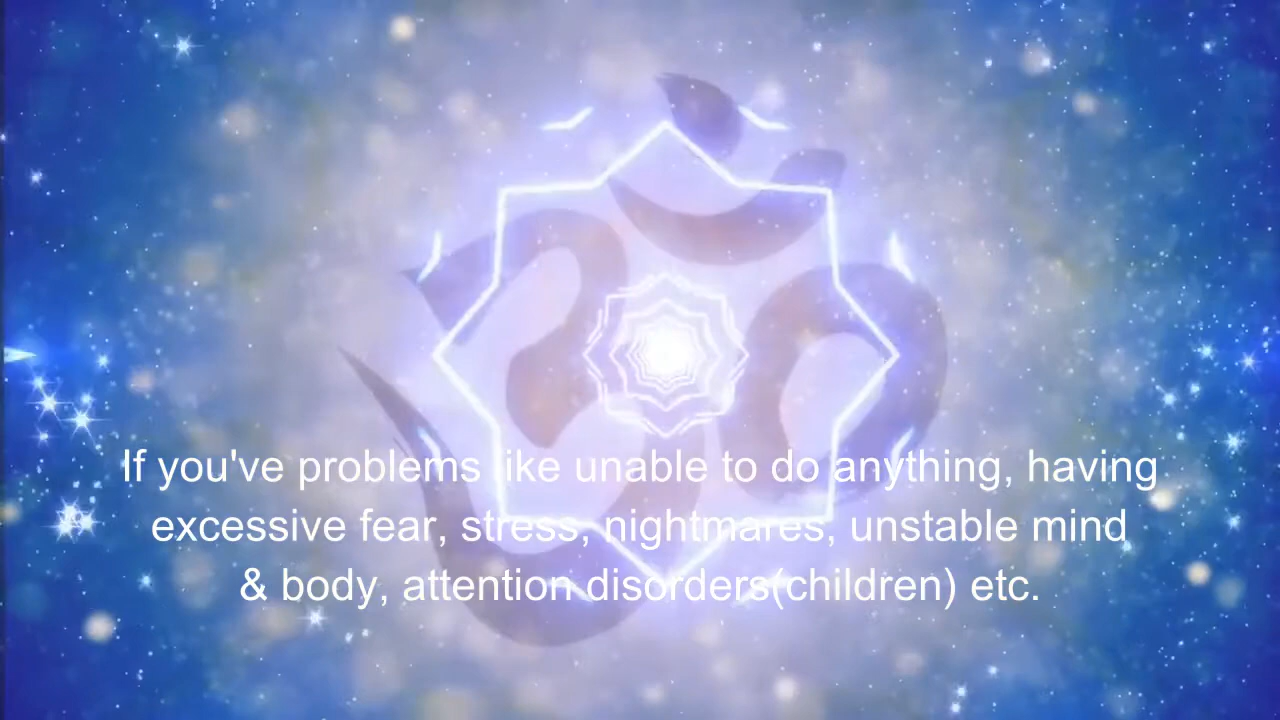 If you've problems like unable to do anything, having
excessive fear, stress, nightmares, unstable mind
& body, attention disorders(children) etc.